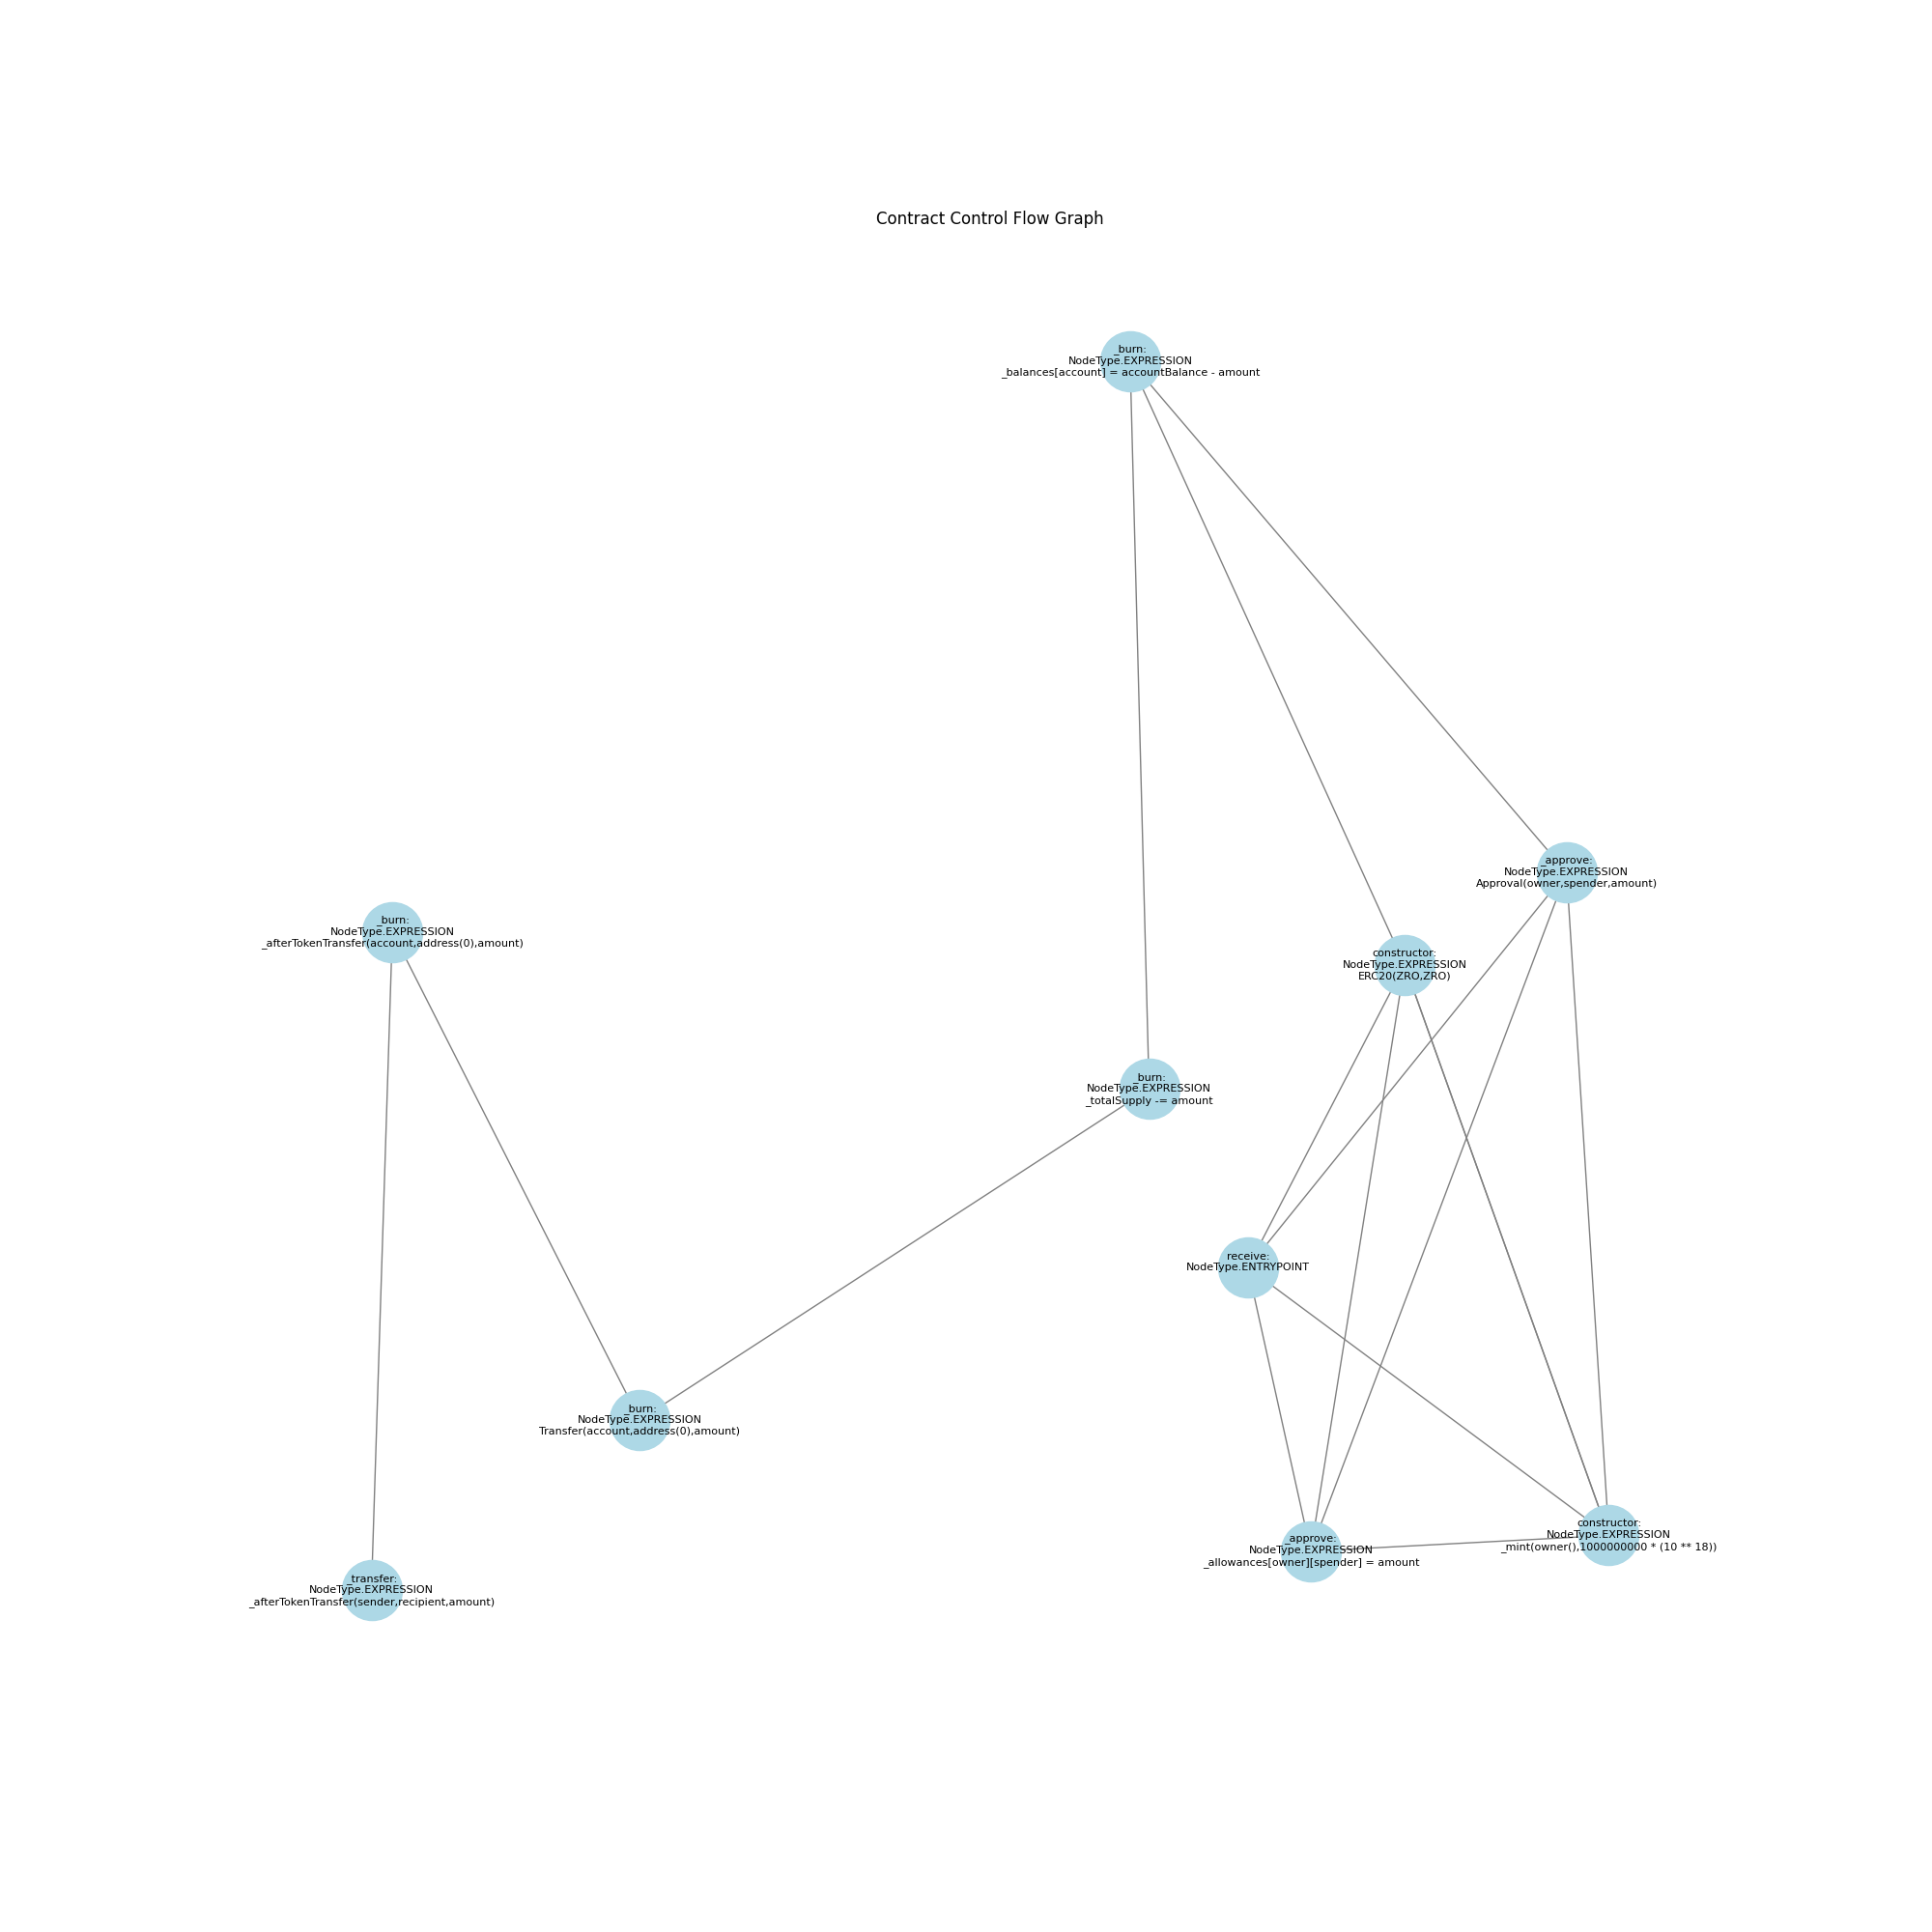 Contract Control Flow Graph
_burn:
NodeType.EXPRESSION
_balances[account] = accountBalance - amount
_approve:
NodeType.EXPRESSION
Approval(owner,spender,amount)
_burn:
NodeType.EXPRESSION
_afterTokenTransfer(account,address(0),amount)
constructor:
NodeType.EXPRESSION
ERC20(ZRO,ZRO)
_burn:
NodeType.EXPRESSION
_totalSupply -= amount
receive:
NodeType.ENTRYPOINT
_burn:
NodeType.EXPRESSION
Transfer(account,address(0),amount)
constructor:
NodeType.EXPRESSION
_mint(owner(),1000000000 * (10 ** 18))
_approve:
NodeType.EXPRESSION
_allowances[owner][spender] = amount
_transfer:
NodeType.EXPRESSION
_afterTokenTransfer(sender,recipient,amount)